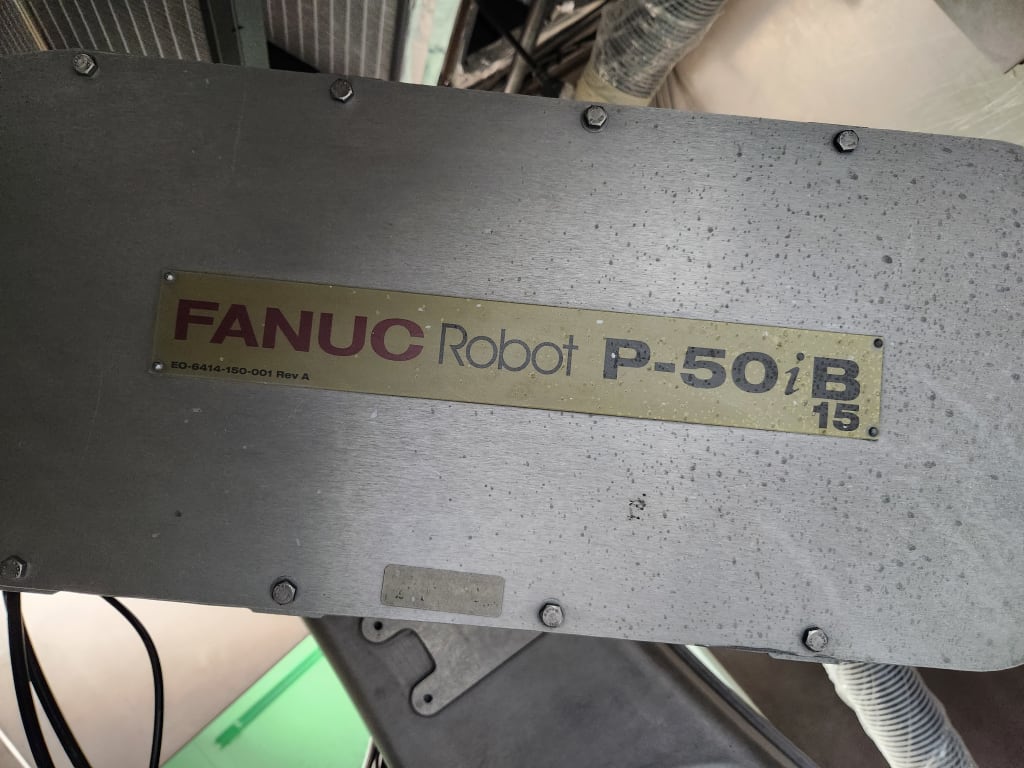 FANUC Robot P-50iB
15
EO-6414-150-001 Rev A